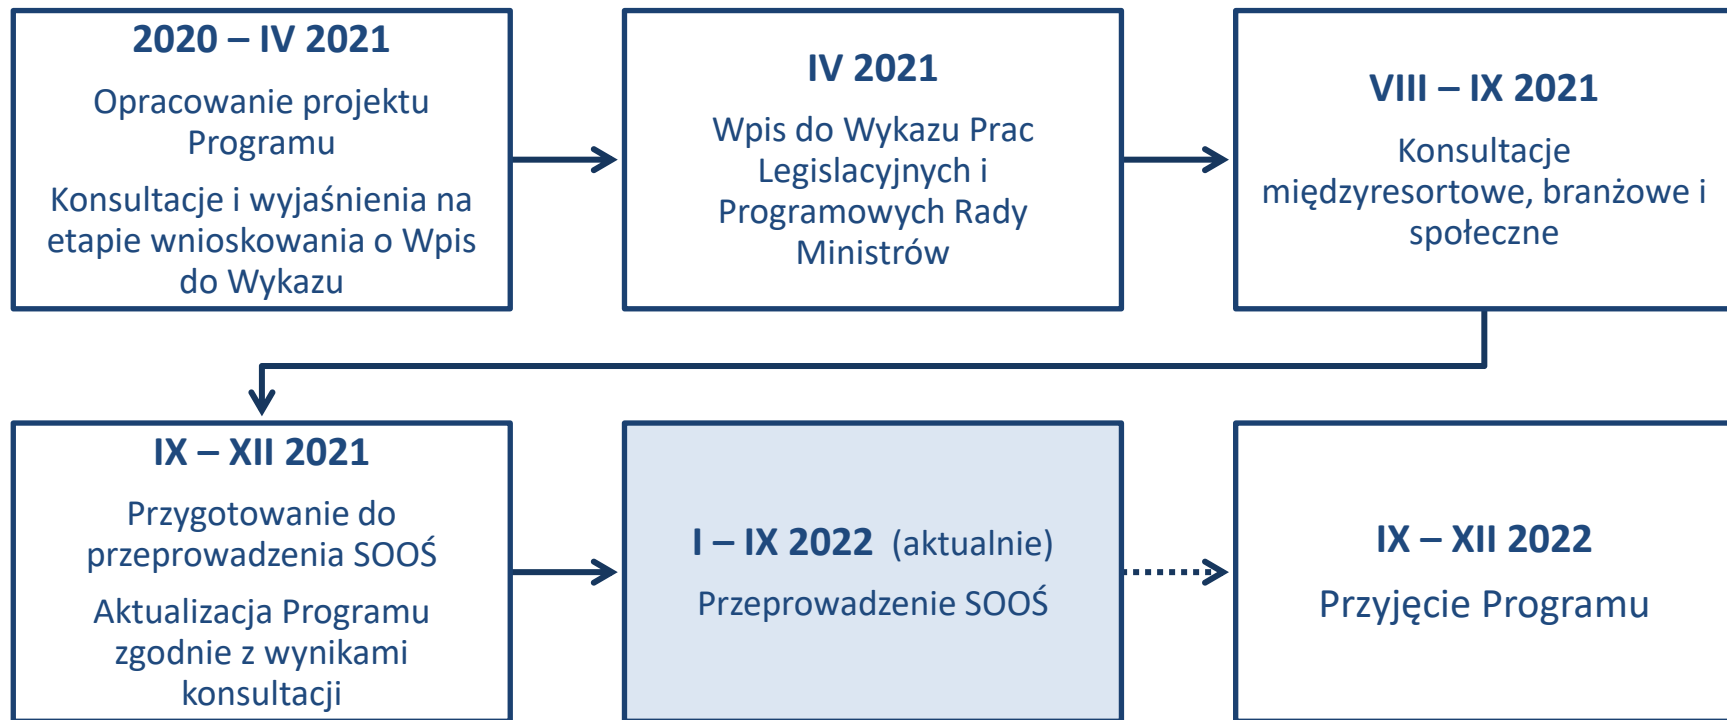 2020 – IV 2021
Opracowanie projektu
Programu
Konsultacje i wyjaśnienia na
etapie wnioskowania o Wpis
do Wykazu
IV 2021
Wpis do Wykazu Prac
Legislacyjnych i
Programowych Rady
Ministrów
VIII – IX 2021
Konsultacje
międzyresortowe, branżowe i
społeczne
IX – XII 2021
Przygotowanie do
przeprowadzenia SOOŚ
Aktualizacja Programu
zgodnie z wynikami
konsultacji
I – IX 2022 (aktualnie)
Przeprowadzenie SOOŚ
IX – XII 2022
Przyjęcie Programu